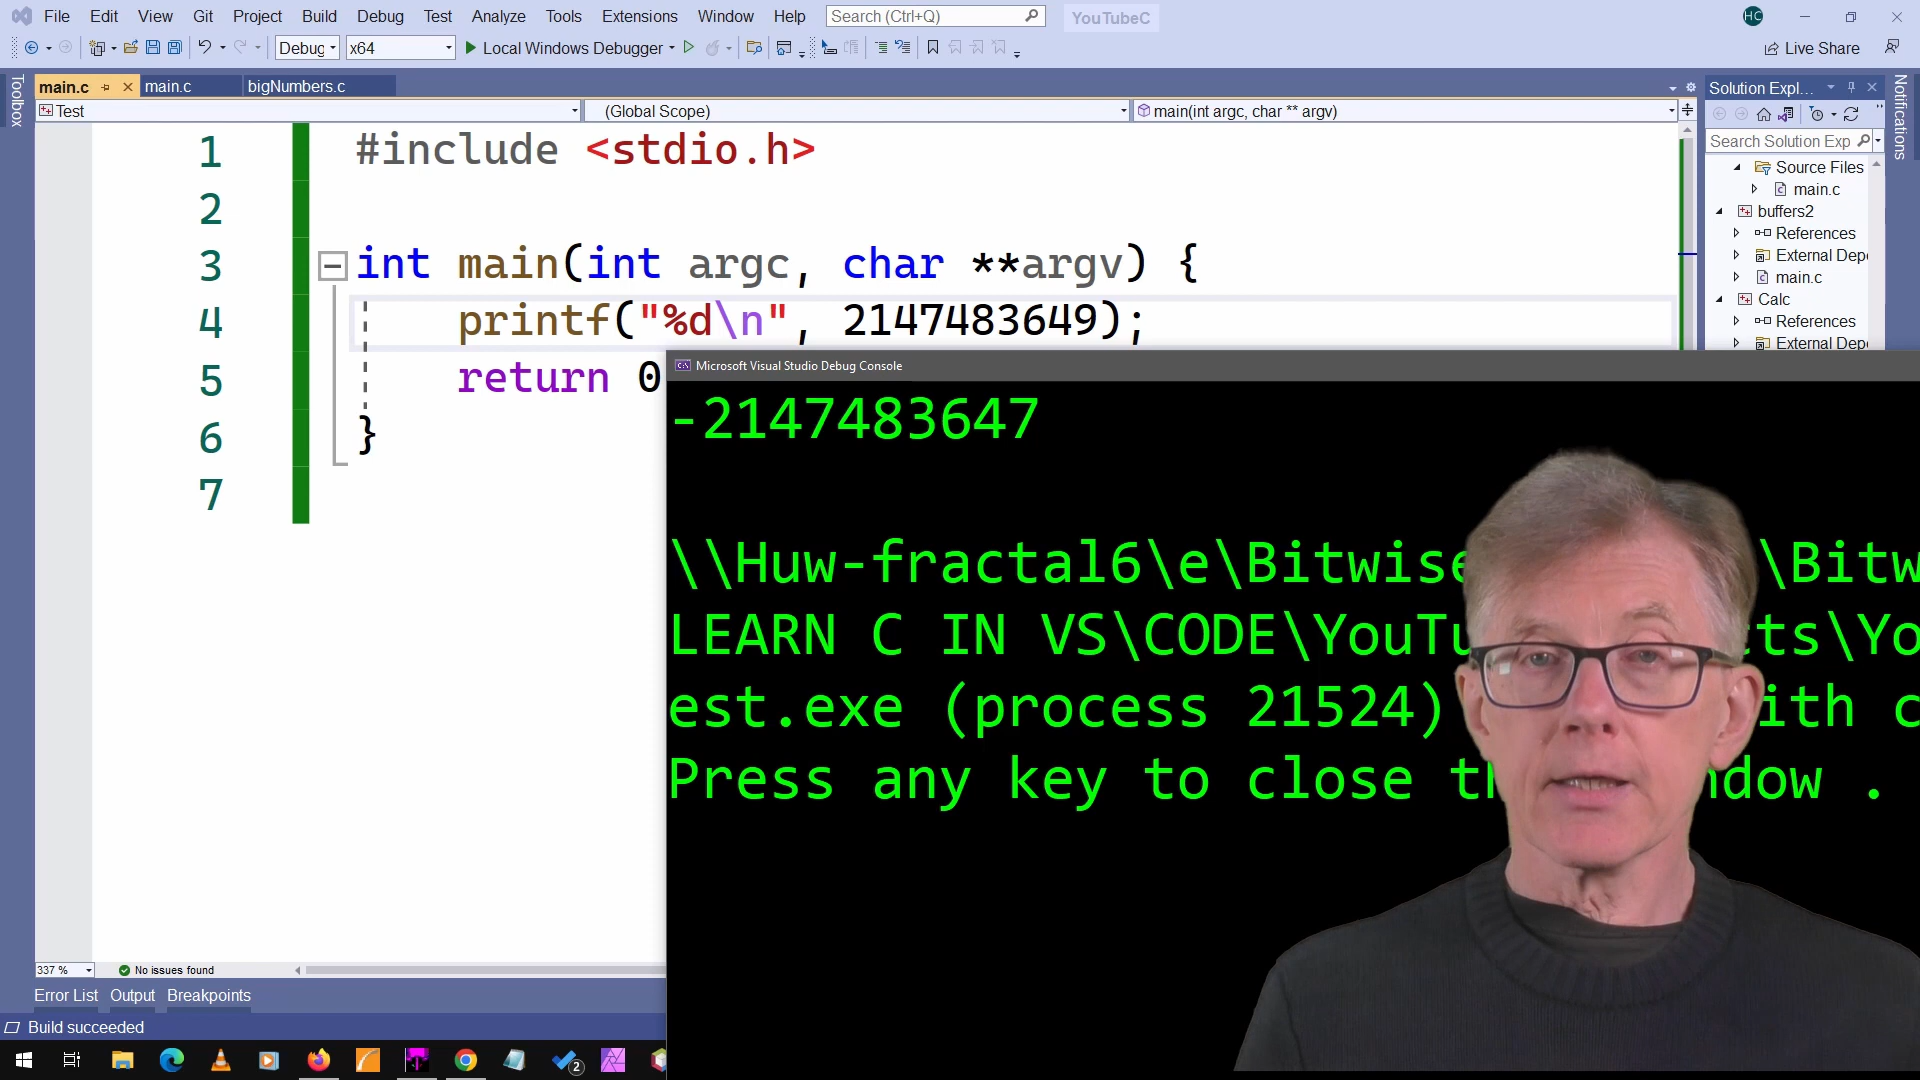 File Edit View Git Project Build Debug Test Analyze Tools Extensions Window Help Search (Ctrl+Q) YouTubeC HC
Debug x64 Local Windows Debugger Live Share
Toolbox
main.c main.c bigNumbers.c
Test (Global Scope) main(int argc, char ** argv)
1 #include <stdio.h>
2
3 int main(int argc, char **argv) {
4 printf("%d\n", 2147483649);
5 return 0
6 }
7
Solution Expl...
Search Solution Exp
Source Files
main.c
buffers2
References
External Depe
main.c
Calc
References
External Depe
Notifications
Microsoft Visual Studio Debug Console
-2147483647
\\Huw-fractal6\e\Bitwise \Bitw
LEARN C IN VS\CODE\YouTu cts\Yo
est.exe (process 21524) ith c
Press any key to close th ndow .
337 % No issues found
Error List Output Breakpoints
Build succeeded
2